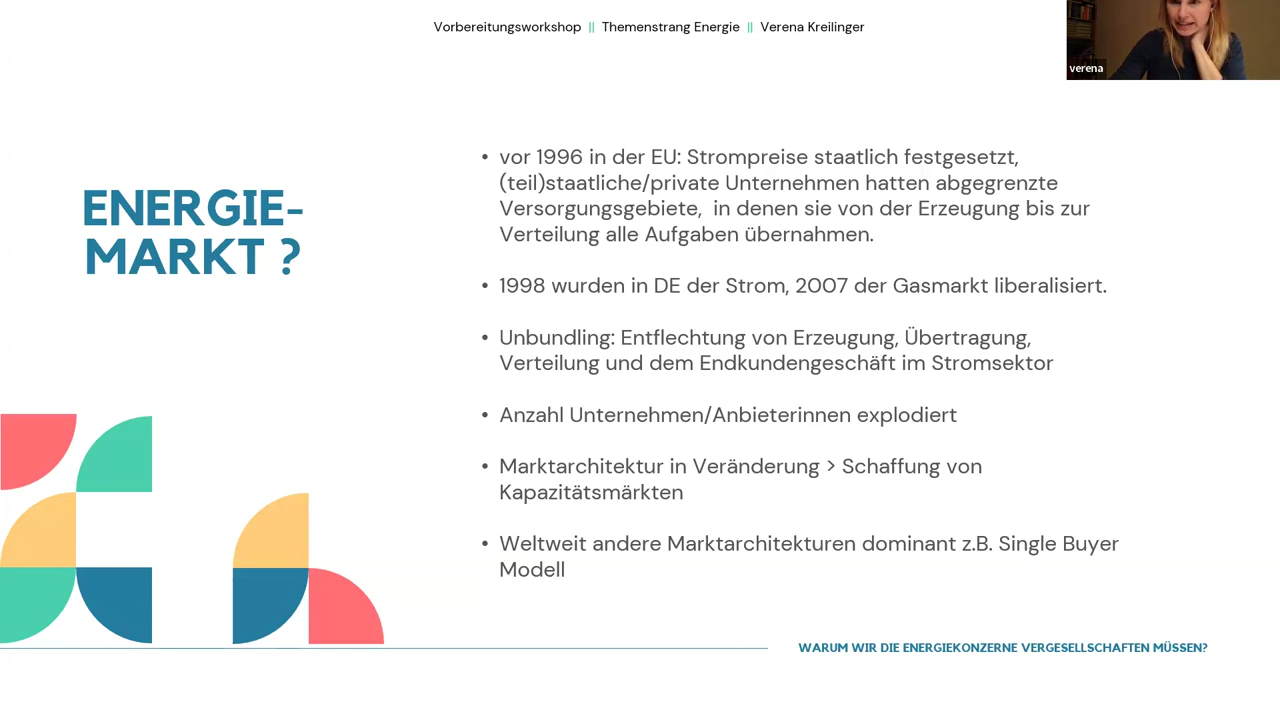 Vorbereitungsworkshop || Themenstrang Energie || Verena Kreilinger
verena
ENERGIE-
MARKT ?
• vor 1996 in der EU: Strompreise staatlich festgesetzt,
(teil)staatliche/private Unternehmen hatten abgegrenzte
Versorgungsgebiete, in denen sie von der Erzeugung bis zur
Verteilung alle Aufgaben übernahmen.
• 1998 wurden in DE der Strom, 2007 der Gasmarkt liberalisiert.
• Unbundling: Entflechtung von Erzeugung, Übertragung,
Verteilung und dem Endkundengeschäft im Stromsektor
• Anzahl Unternehmen/Anbieterinnen explodiert
• Marktarchitektur in Veränderung > Schaffung von
Kapazitätsmärkten
• Weltweit andere Marktarchitekturen dominant z.B. Single Buyer
Modell
WARUM WIR DIE ENERGIEKONZERNE VERGESELLSCHAFTEN MÜSSEN?